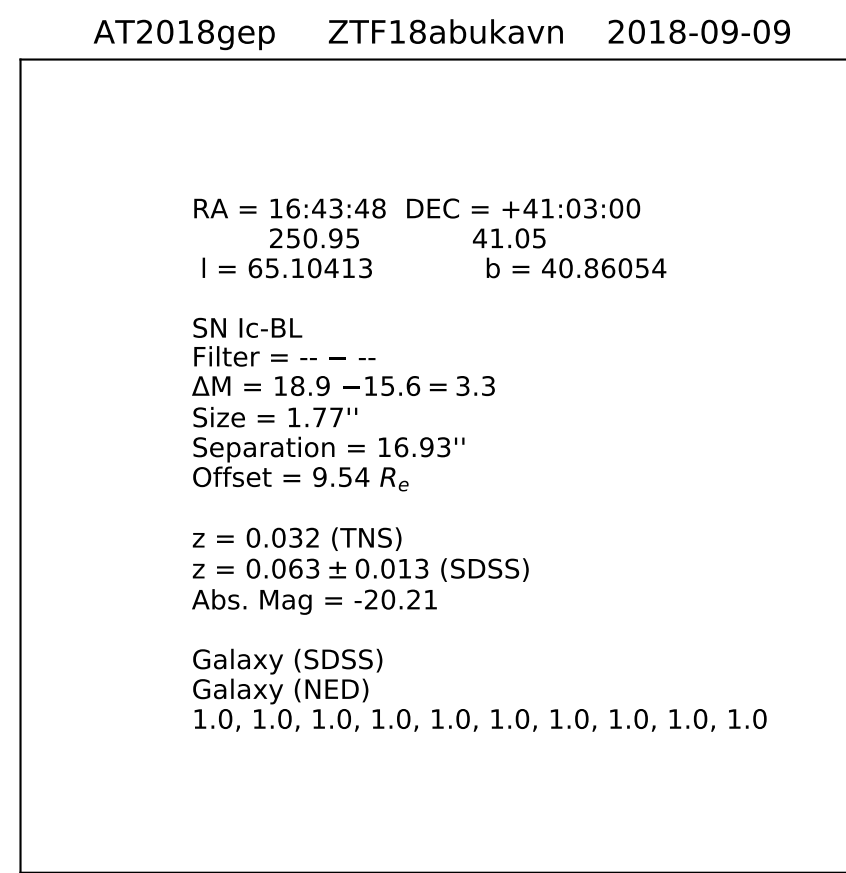 AT2018gep ZTF18abukavn 2018-09-09
RA = 16:43:48 DEC = +41:03:00
250.95 41.05
l = 65.10413 b = 40.86054
SN Ic-BL
Filter = -- − --
ΔM = 18.9 −15.6 = 3.3
Size = 1.77''
Separation = 16.93''
Offset = 9.54 Rₑ
z = 0.032 (TNS)
z = 0.063 ± 0.013 (SDSS)
Abs. Mag = -20.21
Galaxy (SDSS)
Galaxy (NED)
1.0, 1.0, 1.0, 1.0, 1.0, 1.0, 1.0, 1.0, 1.0, 1.0